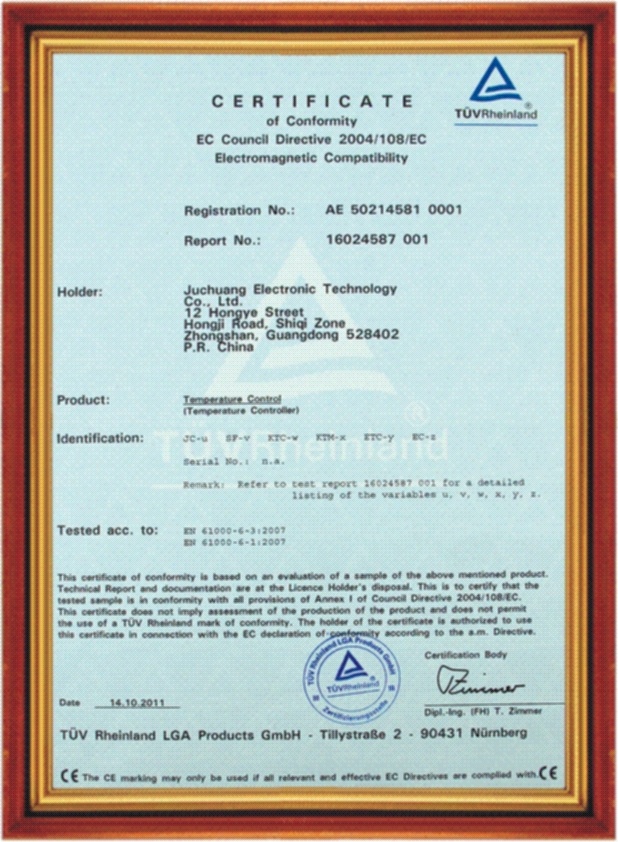 CERTIFICATE
of Conformity
EC Council Directive 2004/108/EC
Electromagnetic Compatibility
TÜVRheinland®
Registration No.: AE 50214581 0001
Report No.: 16024587 001
Holder: Juchuang Electronic Technology
Co., Ltd.
12 Hongye Street
Hongji Road, Shiqi Zone
Zhongshan, Guangdong 528402
P.R. China
Product: Temperature Control
(Temperature Controller)
Identification: JC-u SF-v KTC-w KTM-x ETC-y EC-z
Serial No.: n.a.
Remark: Refer to test report 16024587 001 for a detailed
listing of the variables u, v, w, x, y, z.
TÜVRheinland®
Tested acc. to: EN 61000-6-3:2007
EN 61000-6-1:2007
This certificate of conformity is based on an evaluation of a sample of the above mentioned product.
Technical Report and documentation are at the Licence Holder's disposal. This is to certify that the
tested sample is in conformity with all provisions of Annex I of Council Directive 2004/108/EC.
This certificate does not imply assessment of the production of the product and does not permit
the use of a TÜV Rheinland mark of conformity. The holder of the certificate is authorized to use
this certificate in connection with the EC declaration of conformity according to the a.m. Directive.
TÜV Rheinland LGA Products GmbH
TÜVRheinland
Zertifizierungsstelle
Certification Body
Zimmer
Date 14.10.2011
Dipl.-Ing. (FH) T. Zimmer
TÜV Rheinland LGA Products GmbH - Tillystraße 2 - 90431 Nürnberg
CE The CE marking may only be used if all relevant and effective EC Directives are complied with. CE